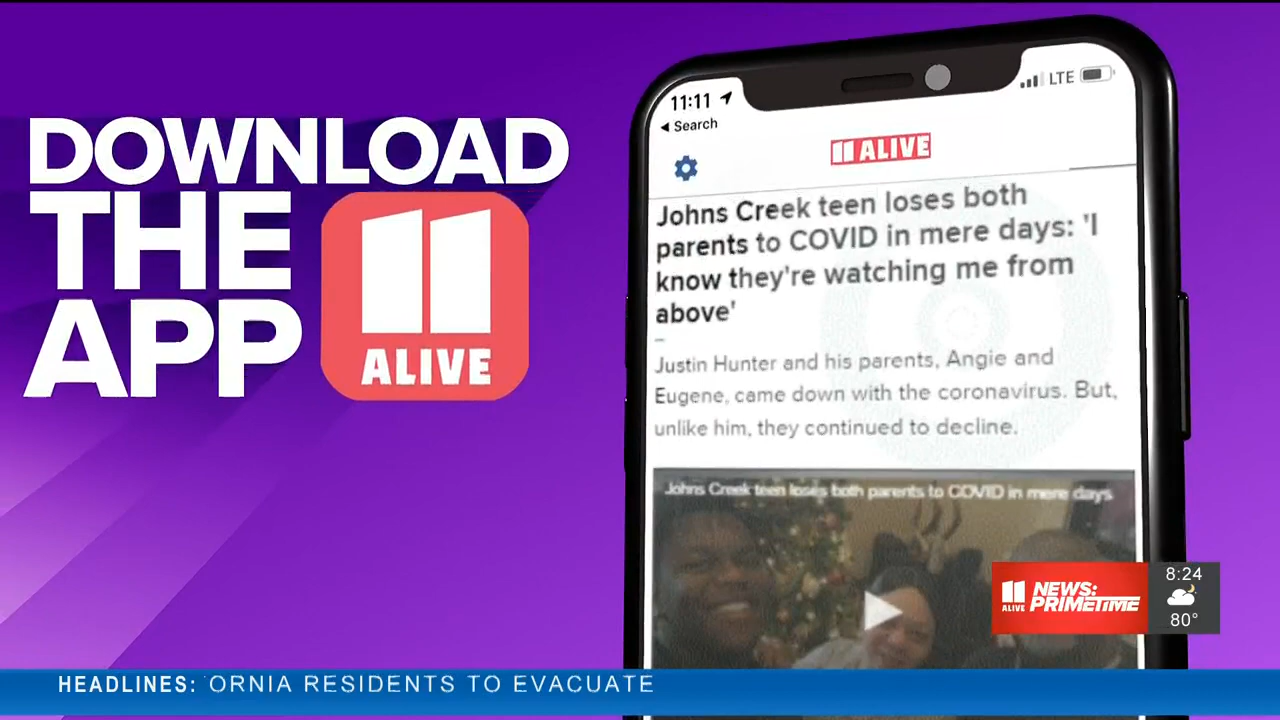 DOWNLOAD
THE
APP
11
ALIVE
11:11
LTE
Search
11 ALIVE
Johns Creek teen loses both
parents to COVID in mere days: 'I
know they're watching me from
above'
Justin Hunter and his parents, Angie and
Eugene, came down with the coronavirus. But,
unlike him, they continued to decline.
Johns Creek teen loses both parents to COVID in mere days
11 ALIVE NEWS: PRIMETIME
8:24
80°
HEADLINES: ORNIA RESIDENTS TO EVACUATE